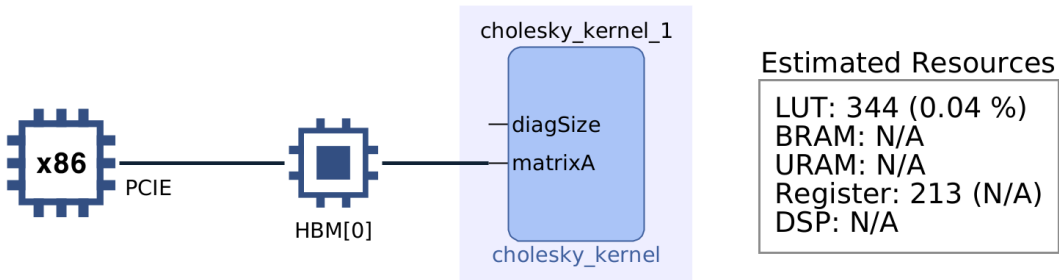 cholesky_kernel_1
diagSize
matrixA
cholesky_kernel
x86
PCIE
HBM[0]
Estimated Resources
LUT: 344 (0.04 %)
BRAM: N/A
URAM: N/A
Register: 213 (N/A)
DSP: N/A